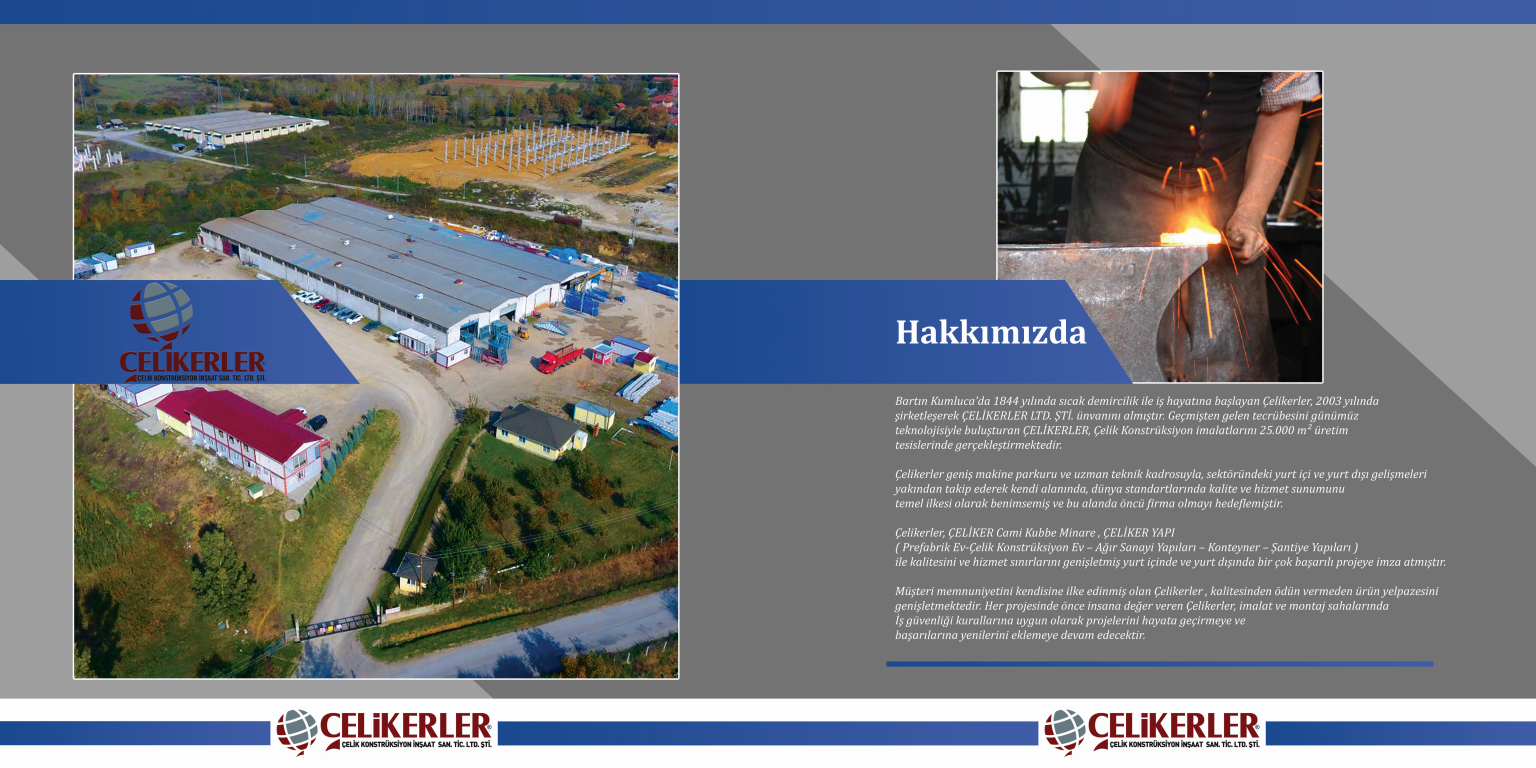 ÇELİKERLER
ÇELİK KONSTRÜKSİYON İNŞAAT SAN. TİC. LTD. ŞTİ.
Hakkımızda
Bartın Kumluca'da 1844 yılında sıcak demircilik ile iş hayatına başlayan Çelikerler, 2003 yılında
şirketleşerek ÇELİKERLER LTD. ŞTİ. ünvanını almıştır. Geçmişten gelen tecrübesini günümüz
teknolojisiyle buluşturan ÇELİKERLER, Çelik Konstrüksiyon imalatlarını 25.000 m² üretim
tesislerinde gerçekleştirmektedir.
Çelikerler geniş makine parkuru ve uzman teknik kadrosuyla, sektöründeki yurt içi ve yurt dışı gelişmeleri
yakından takip ederek kendi alanında, dünya standartlarında kalite ve hizmet sunumunu
temel ilkesi olarak benimsemiş ve bu alanda öncü firma olmayı hedeflemiştir.
Çelikerler, ÇELİKER Cami Kubbe Minare , ÇELİKER YAPI
( Prefabrik Ev-Çelik Konstrüksiyon Ev – Ağır Sanayi Yapıları – Konteyner – Şantiye Yapıları )
ile kalitesini ve hizmet sınırlarını genişletmiş yurt içinde ve yurt dışında bir çok başarılı projeye imza atmıştır.
Müşteri memnuniyetini kendisine ilke edinmiş olan Çelikerler , kalitesinden ödün vermeden ürün yelpazesini
genişletmektedir. Her projesinde önce insana değer veren Çelikerler, imalat ve montaj sahalarında
İş güvenliği kurallarına uygun olarak projelerini hayata geçirmeye ve
başarılarına yenilerini eklemeye devam edecektir.
ÇELİKERLER®
ÇELİK KONSTRÜKSİYON İNŞAAT SAN. TİC. LTD. ŞTİ.
ÇELİKERLER®
ÇELİK KONSTRÜKSİYON İNŞAAT SAN. TİC. LTD. ŞTİ.